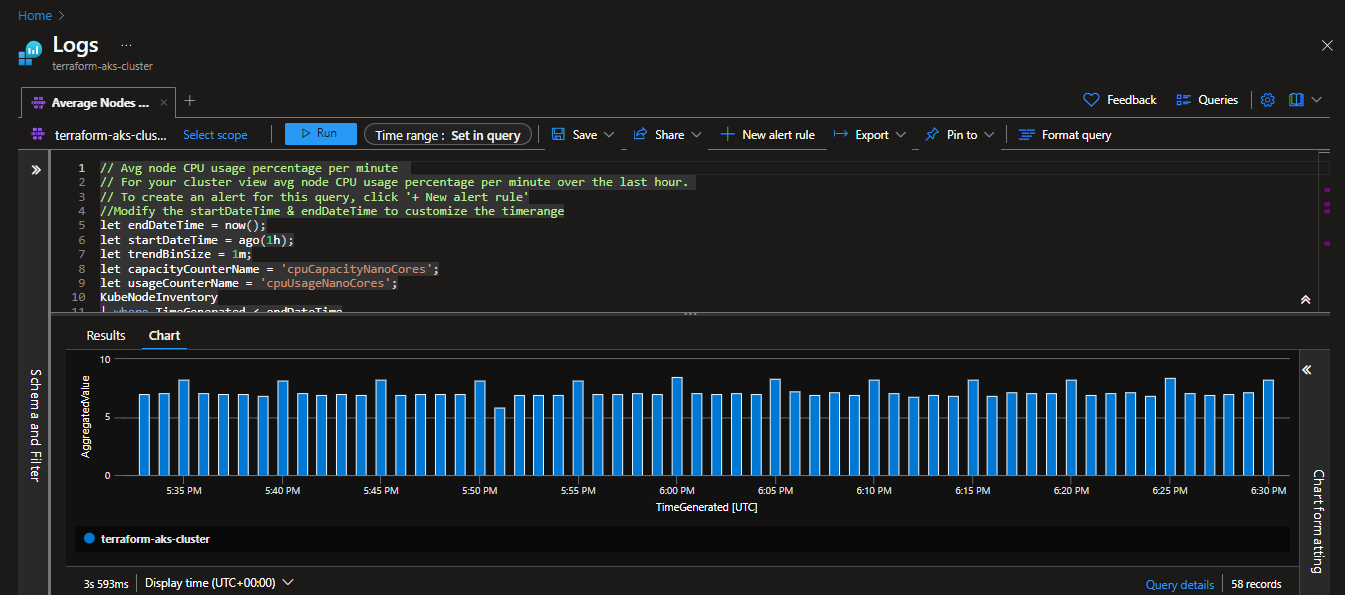 Home >
Logs ...
terraform-aks-cluster
Average Nodes ... × +
Feedback Queries
terraform-aks-clus... Select scope Run Time range : Set in query Save Share New alert rule Export Pin to Format query
1 // Avg node CPU usage percentage per minute
2 // For your cluster view avg node CPU usage percentage per minute over the last hour.
3 // To create an alert for this query, click '+ New alert rule'
4 //Modify the startDateTime & endDateTime to customize the timerange
5 let endDateTime = now();
6 let startDateTime = ago(1h);
7 let trendBinSize = 1m;
8 let capacityCounterName = 'cpuCapacityNanoCores';
9 let usageCounterName = 'cpuUsageNanoCores';
10 KubeNodeInventory
11 | where TimeGenerated < endDateTime
Schema and Filter
Results Chart
AggregatedValue
10
5
0
5:35 PM 5:40 PM 5:45 PM 5:50 PM 5:55 PM 6:00 PM 6:05 PM 6:10 PM 6:15 PM 6:20 PM 6:25 PM 6:30 PM
TimeGenerated [UTC]
terraform-aks-cluster
Chart formatting
3s 593ms Display time (UTC+00:00) Query details 58 records